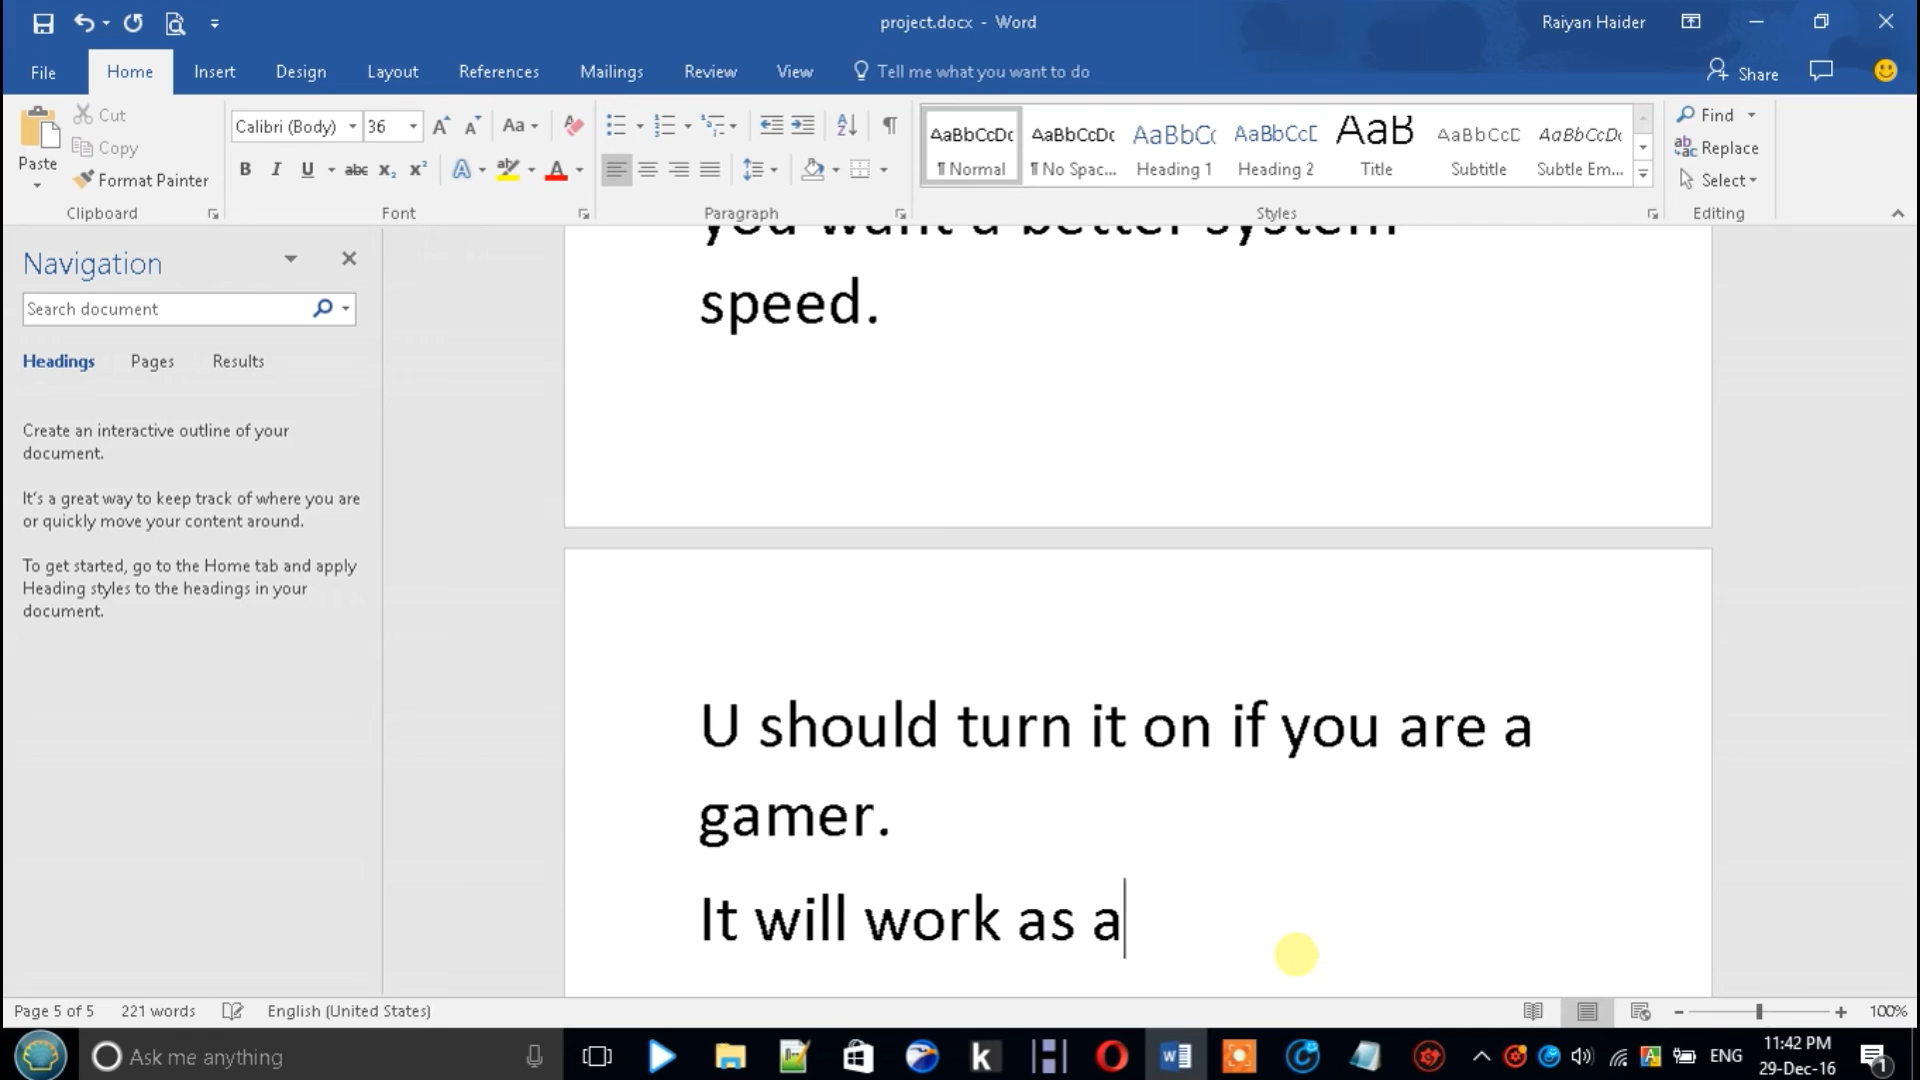 project.docx - Word
Raiyan Haider
File Home Insert Design Layout References Mailings Review View Tell me what you want to do Share
Paste
Cut
Copy
Format Painter
Clipboard
Calibri (Body) 36
Font
Paragraph
AaBbCcDc AaBbCcDc AaBbC AaBbCcE AaB AaBbCcD AaBbCcDc
¶ Normal ¶ No Spac... Heading 1 Heading 2 Title Subtitle Subtle Em...
Styles
Find
Replace
Select
Editing
Navigation
Search document
Headings Pages Results
Create an interactive outline of your
document.
It's a great way to keep track of where you are
or quickly move your content around.
To get started, go to the Home tab and apply
Heading styles to the headings in your
document.
you want a better system
speed.
U should turn it on if you are a
gamer.
It will work as a
Page 5 of 5 221 words English (United States) 100%
Ask me anything
ENG
11:42 PM
29-Dec-16
1